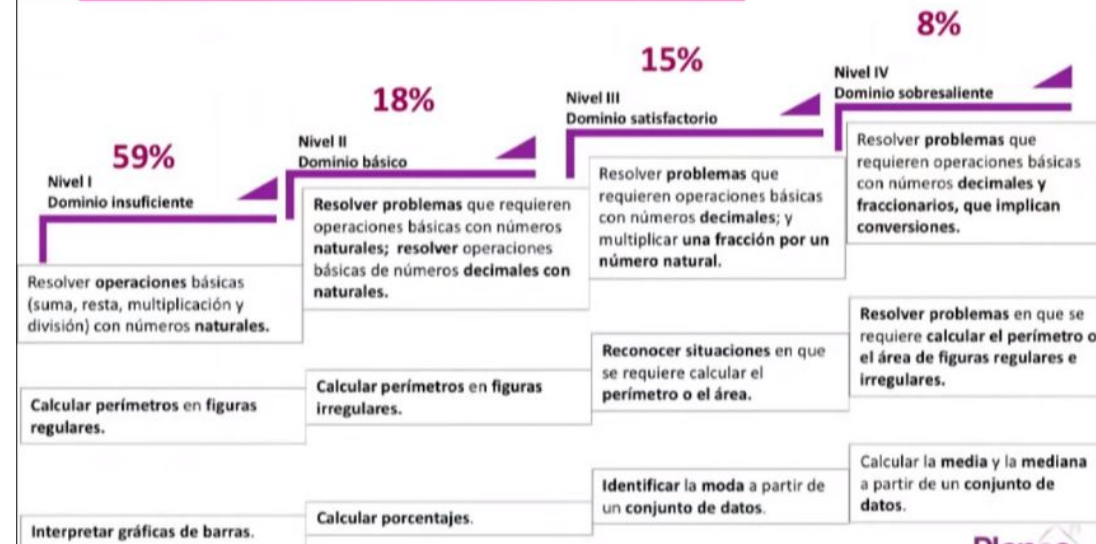 59%
Nivel I
Dominio insuficiente
Resolver operaciones básicas
(suma, resta, multiplicación y
división) con números naturales.
Calcular perímetros en figuras
regulares.
Interpretar gráficas de barras.
18%
Nivel II
Dominio básico
Resolver problemas que requieren
operaciones básicas con números
naturales; resolver operaciones
básicas de números decimales con
naturales.
Calcular perímetros en figuras
irregulares.
Calcular porcentajes.
15%
Nivel III
Dominio satisfactorio
Resolver problemas que
requieren operaciones básicas
con números decimales; y
multiplicar una fracción por un
número natural.
Reconocer situaciones en que
se requiere calcular el
perímetro o el área.
Identificar la moda a partir de
un conjunto de datos.
8%
Nivel IV
Dominio sobresaliente
Resolver problemas que
requieren operaciones básicas
con números decimales y
fraccionarios, que implican
conversiones.
Resolver problemas en que se
requiere calcular el perímetro o
el área de figuras regulares e
irregulares.
Calcular la media y la mediana
a partir de un conjunto de
datos.